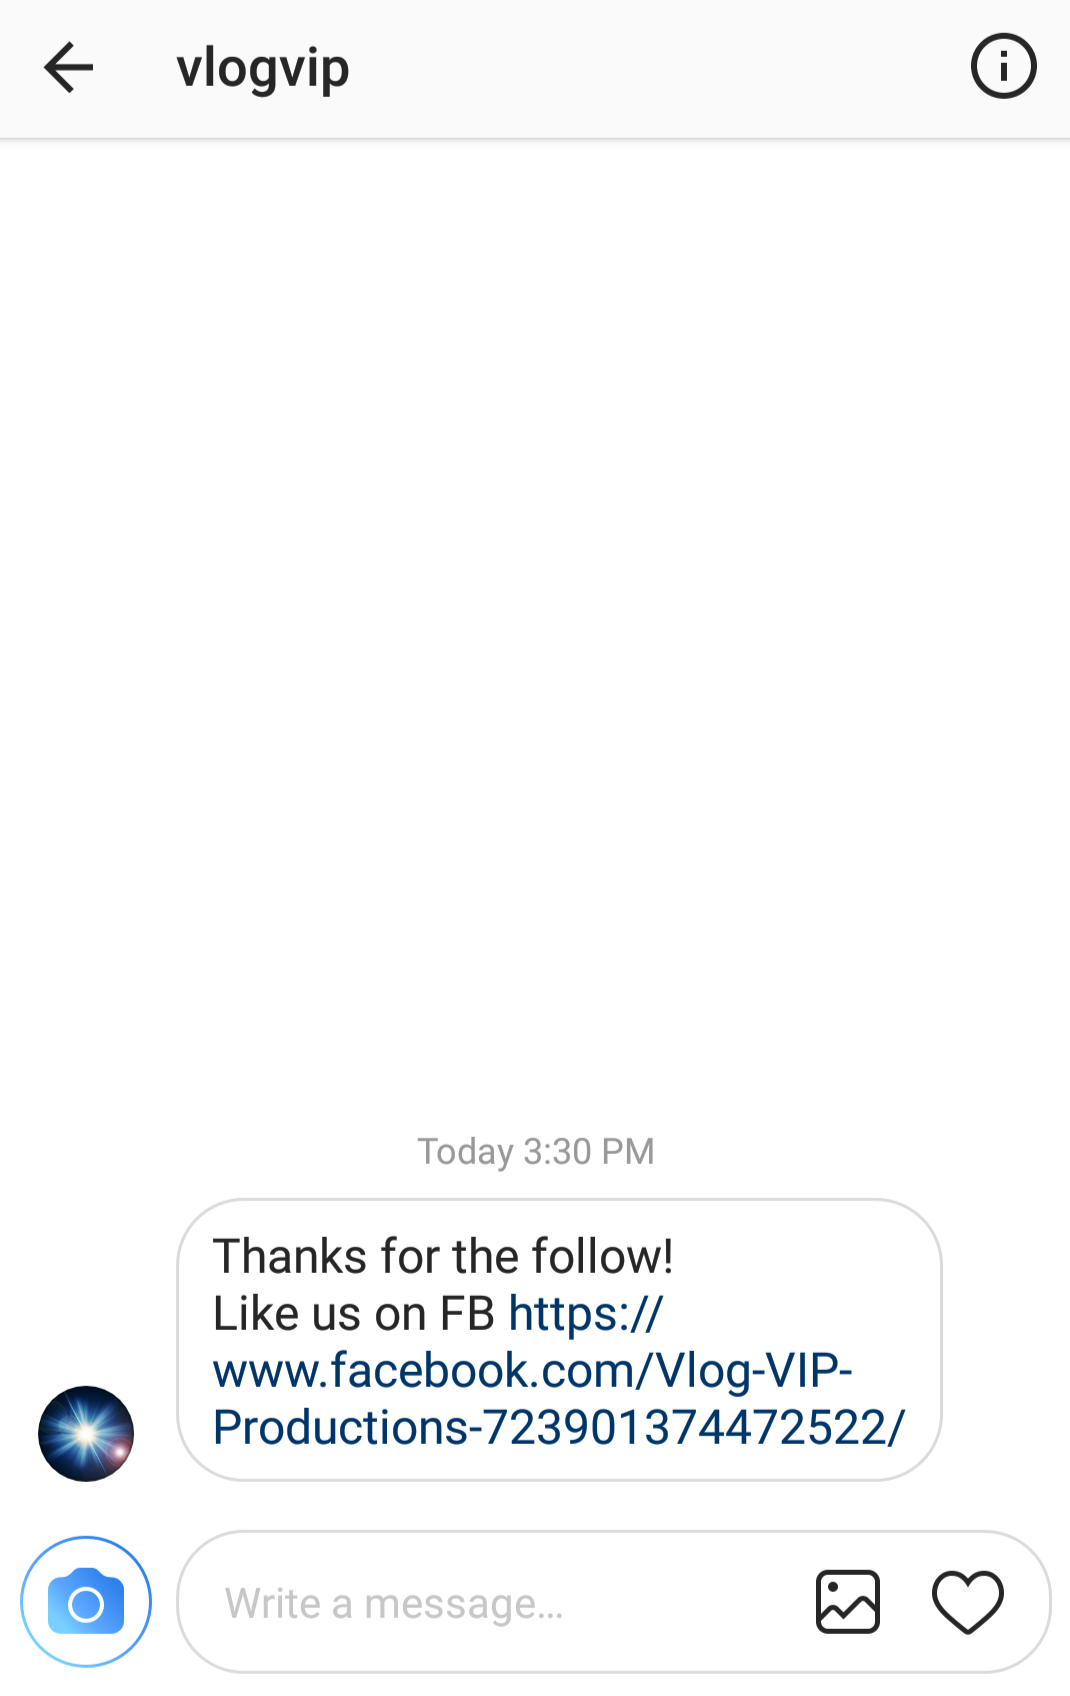 vlogvip
Today 3:30 PM
Thanks for the follow!
Like us on FB https://
www.facebook.com/Vlog-VIP-
Productions-723901374472522/
Write a message...